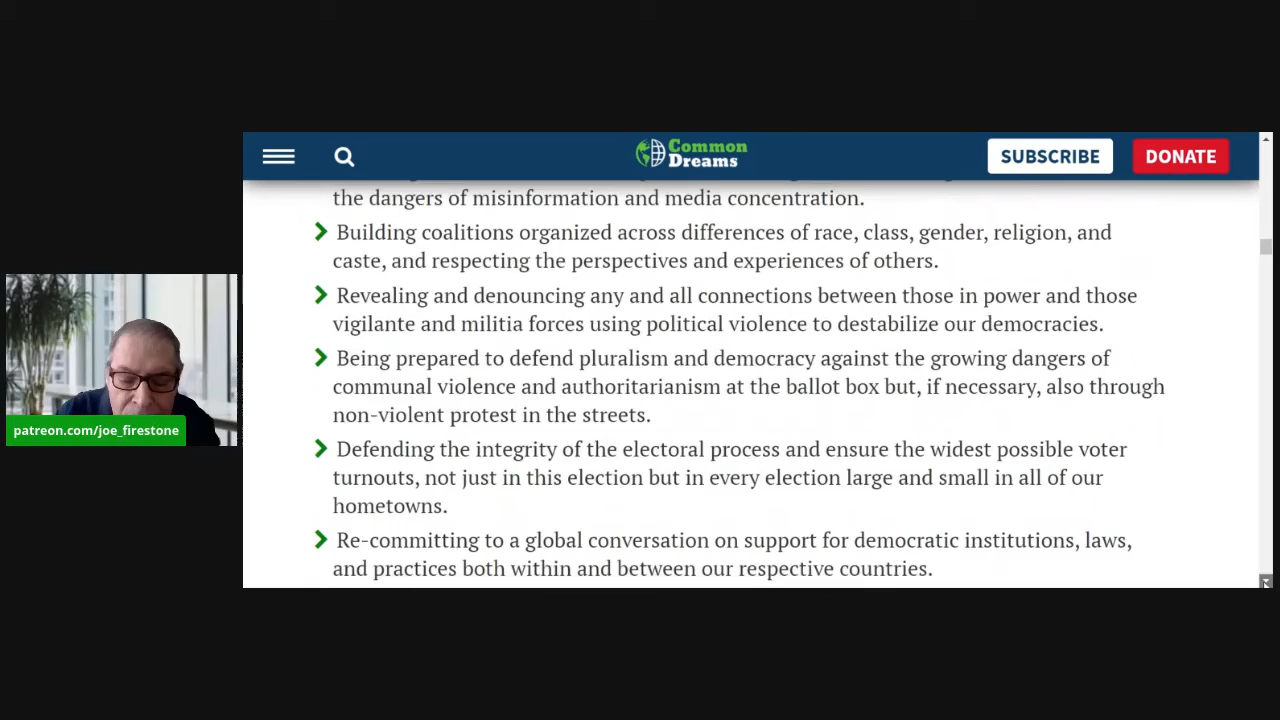 Common
Dreams
SUBSCRIBE
DONATE
the dangers of misinformation and media concentration.
Building coalitions organized across differences of race, class, gender, religion, and
caste, and respecting the perspectives and experiences of others.
Revealing and denouncing any and all connections between those in power and those
vigilante and militia forces using political violence to destabilize our democracies.
Being prepared to defend pluralism and democracy against the growing dangers of
communal violence and authoritarianism at the ballot box but, if necessary, also through
non-violent protest in the streets.
Defending the integrity of the electoral process and ensure the widest possible voter
turnouts, not just in this election but in every election large and small in all of our
hometowns.
Re-committing to a global conversation on support for democratic institutions, laws,
and practices both within and between our respective countries.
patreon.com/joe_firestone